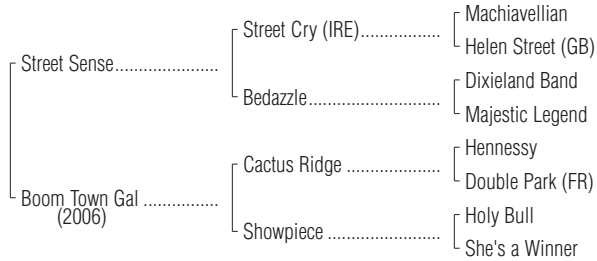 Machiavellian
Street Cry (IRE)..................
Helen Street (GB)
Street Sense.......................
Dixieland Band
Bedazzle.............................
Majestic Legend
Hennessy
Cactus Ridge ....................
Double Park (FR)
Boom Town Gal ................
(2006)
Holy Bull
Showpiece ........................
She's a Winner